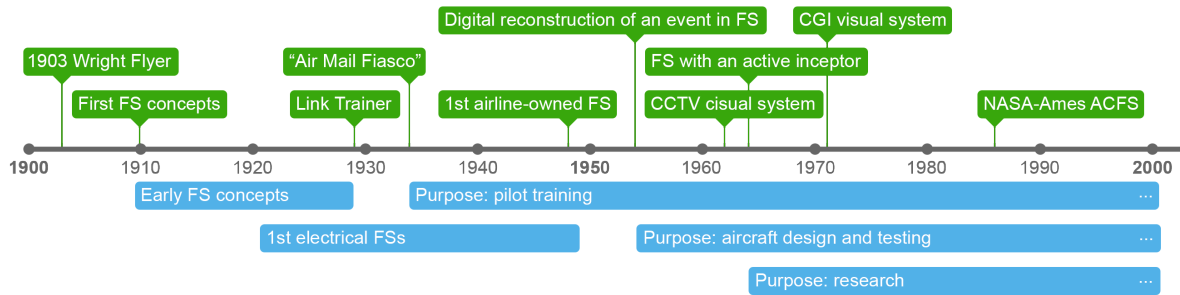 Digital reconstruction of an event in FS
CGI visual system
1903 Wright Flyer
“Air Mail Fiasco”
FS with an active inceptor
First FS concepts
Link Trainer
1st airline-owned FS
CCTV cisual system
NASA-Ames ACFS
1900
1910
1920
1930
1940
1950
1960
1970
1980
1990
2000
Early FS concepts
Purpose: pilot training ...
1st electrical FSs
Purpose: aircraft design and testing ...
Purpose: research ...